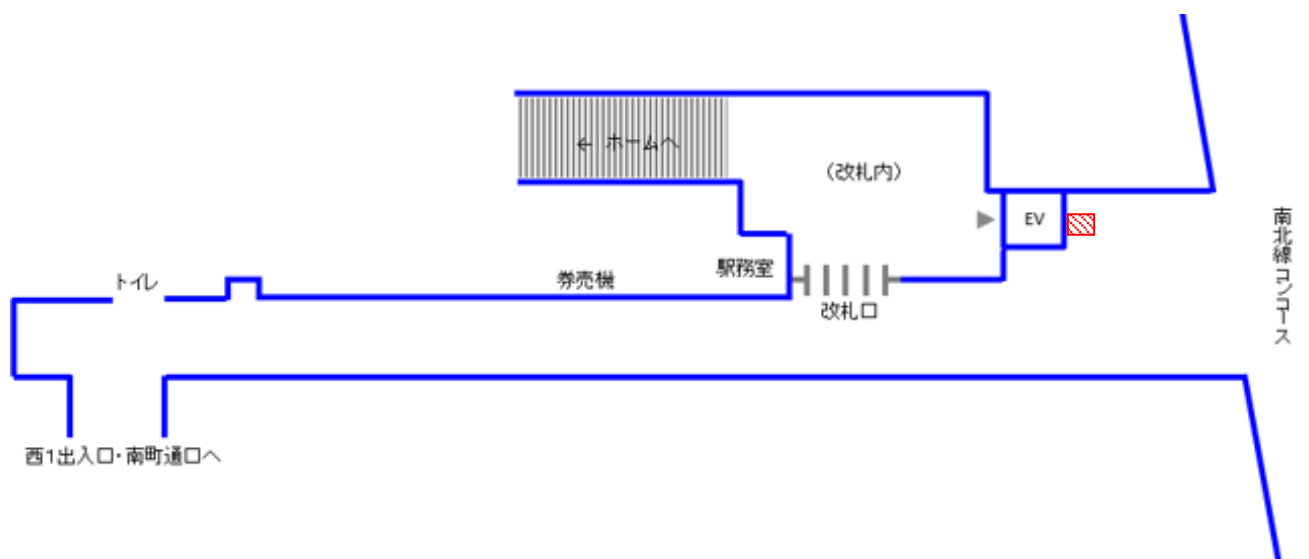 ← ホームへ
（改札内）
EV
南北線コンコース
駅務室
券売機
トイレ
改札口
西1出入口・南町通口へ